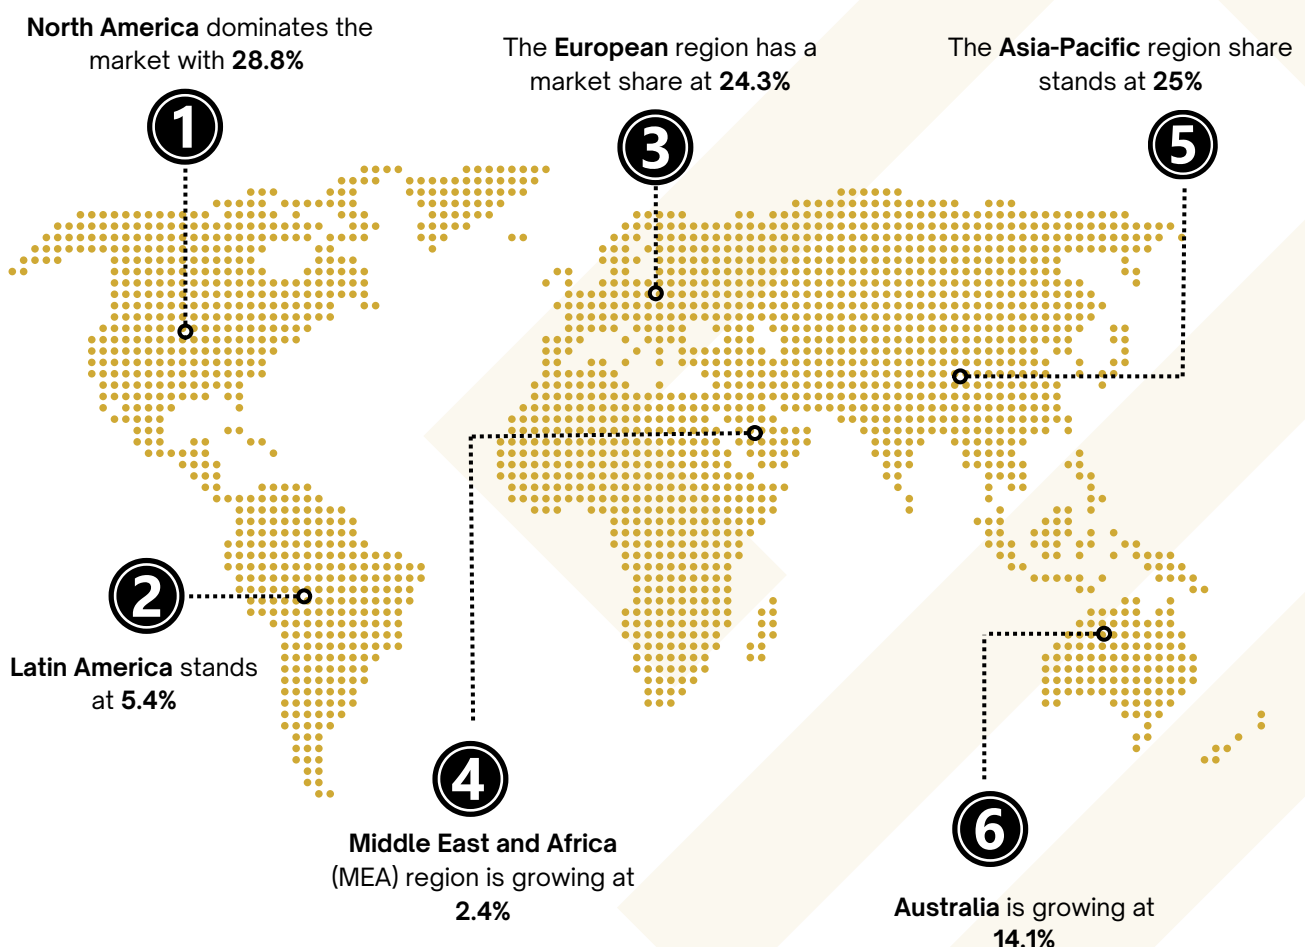 North America dominates the
market with 28.8%
1
The European region has a
market share at 24.3%
3
The Asia-Pacific region share
stands at 25%
5
2
Latin America stands
at 5.4%
4
Middle East and Africa
(MEA) region is growing at
2.4%
6
Australia is growing at
14.1%